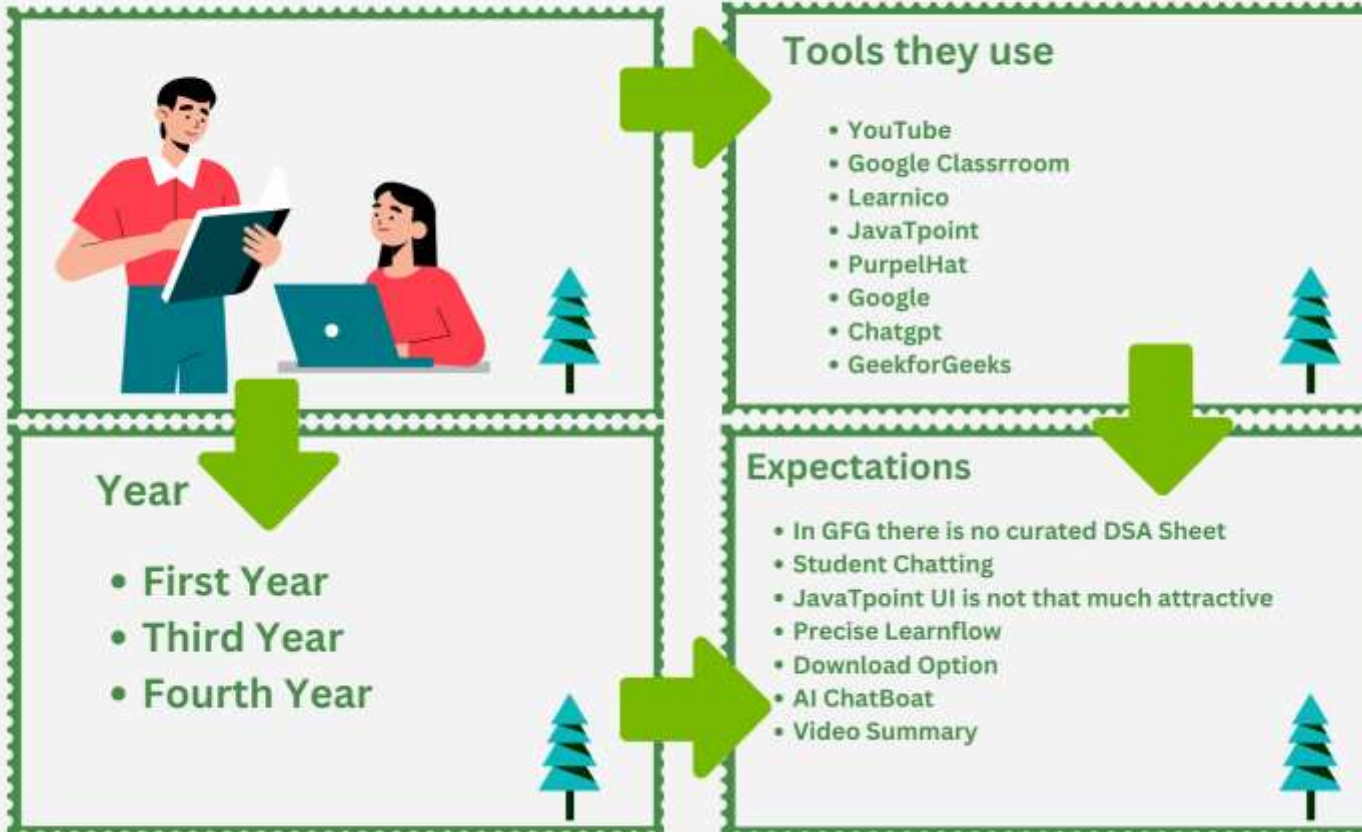 Tools they use
• YouTube
• Google Classrroom
• Learnico
• JavaTpoint
• PurpelHat
• Google
• Chatgpt
• GeekforGeeks
Year
• First Year
• Third Year
• Fourth Year
Expectations
• In GFG there is no curated DSA Sheet
• Student Chatting
• JavaTpoint UI is not that much attractive
• Precise Learnflow
• Download Option
• AI ChatBoat
• Video Summary